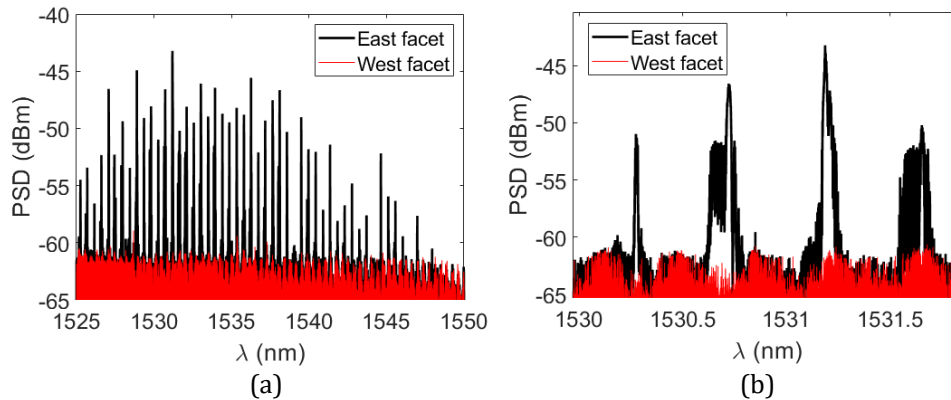 -40
-45
-50
-55
-60
-65
PSD (dBm)
East facet
West facet
1525 1530 1535 1540 1545 1550
λ (nm)
(a)
-45
-50
-55
-60
-65
PSD (dBm)
East facet
West facet
1530 1530.5 1531 1531.5
λ (nm)
(b)